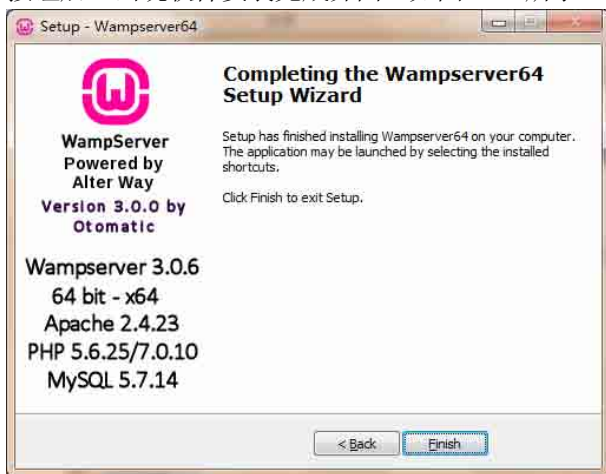 Setup - Wampserver64
Completing the Wampserver64
Setup Wizard
Setup has finished installing Wampserver64 on your computer.
The application may be launched by selecting the installed
shortcuts.
Click Finish to exit Setup.
WampServer
Powered by
Alter Way
Version 3.0.0 by
Otomatic
Wampserver 3.0.6
64 bit - x64
Apache 2.4.23
PHP 5.6.25/7.0.10
MySQL 5.7.14
< Back
Finish